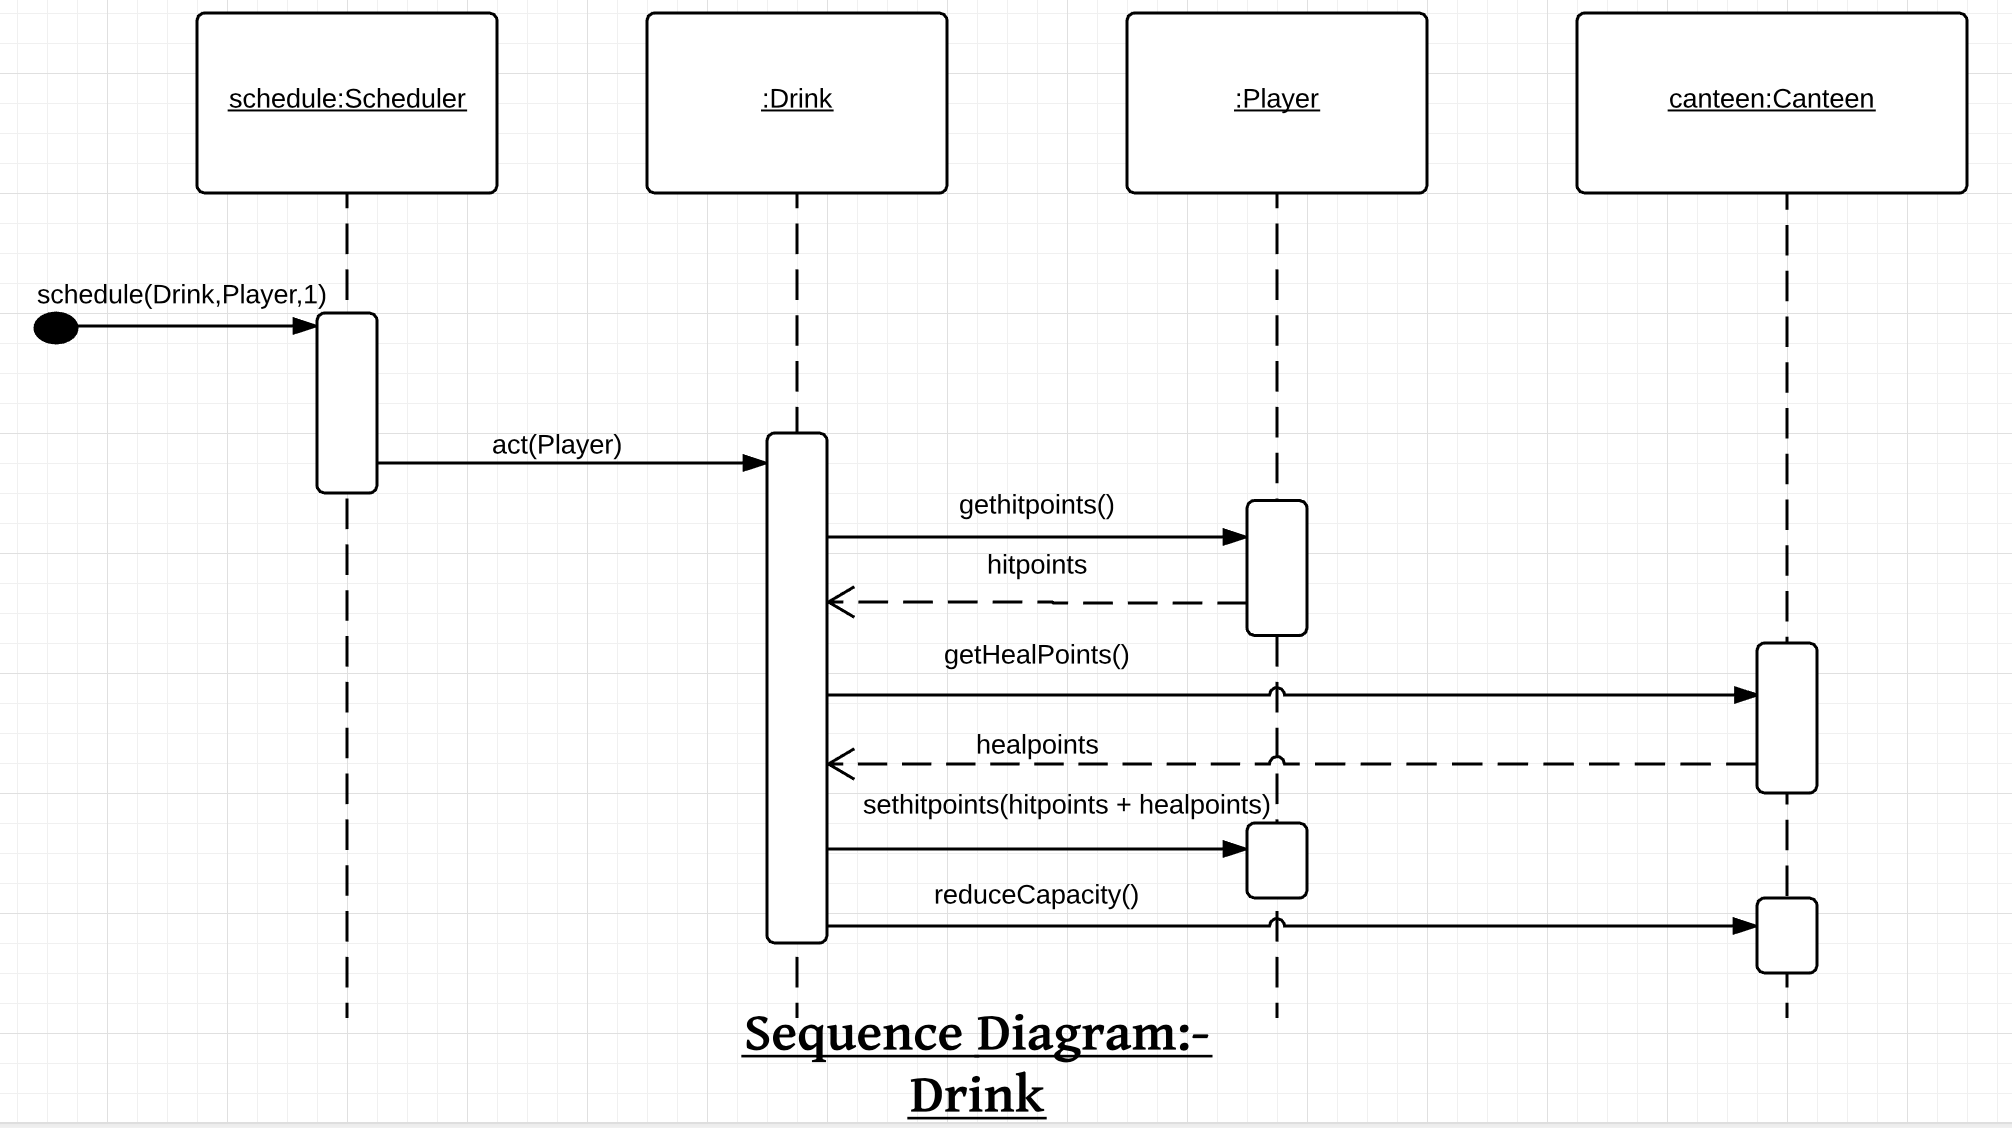 schedule:Scheduler
:Drink
:Player
canteen:Canteen
schedule(Drink,Player,1)
act(Player)
gethitpoints()
hitpoints
getHealPoints()
healpoints
sethitpoints(hitpoints + healpoints)
reduceCapacity()
Sequence Diagram:-
Drink